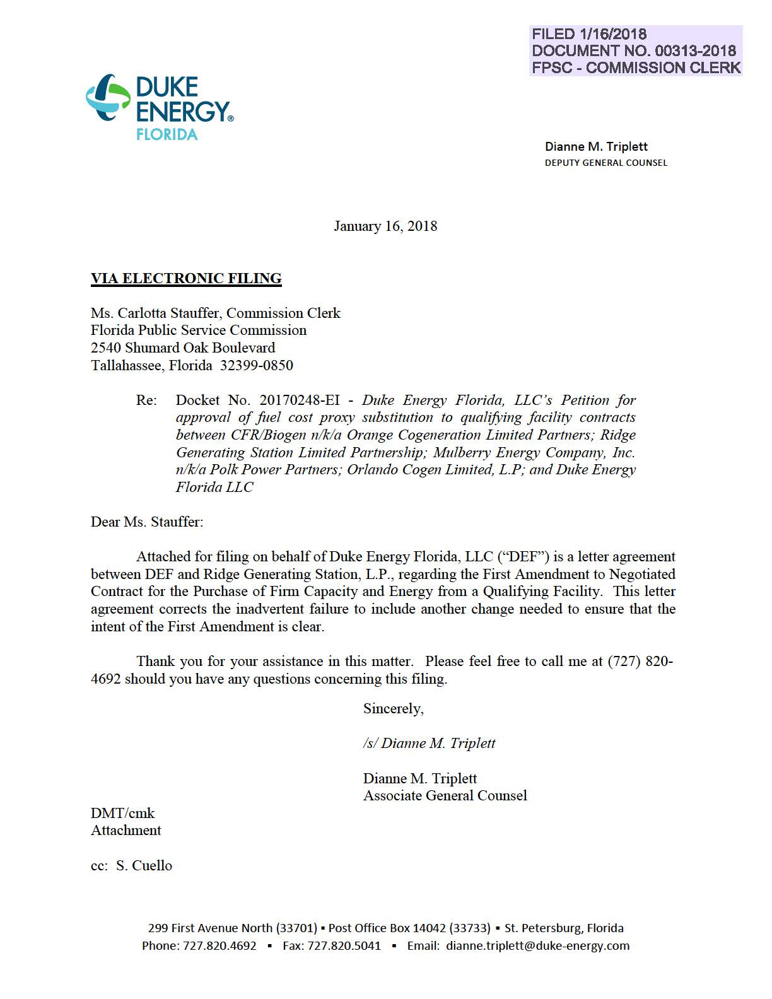 FILED 1/16/2018
DOCUMENT NO. 00313-2018
FPSC - COMMISSION CLERK
DUKE
ENERGY®
FLORIDA
Dianne M. Triplett
DEPUTY GENERAL COUNSEL
January 16, 2018
VIA ELECTRONIC FILING
Ms. Carlotta Stauffer, Commission Clerk
Florida Public Service Commission
2540 Shumard Oak Boulevard
Tallahassee, Florida 32399-0850
Re: Docket No. 20170248-EI - Duke Energy Florida, LLC’s Petition for
approval of fuel cost proxy substitution to qualifying facility contracts
between CFR/Biogen n/k/a Orange Cogeneration Limited Partners; Ridge
Generating Station Limited Partnership; Mulberry Energy Company, Inc.
n/k/a Polk Power Partners; Orlando Cogen Limited, L.P; and Duke Energy
Florida LLC
Dear Ms. Stauffer:
Attached for filing on behalf of Duke Energy Florida, LLC (“DEF”) is a letter agreement
between DEF and Ridge Generating Station, L.P., regarding the First Amendment to Negotiated
Contract for the Purchase of Firm Capacity and Energy from a Qualifying Facility. This letter
agreement corrects the inadvertent failure to include another change needed to ensure that the
intent of the First Amendment is clear.
Thank you for your assistance in this matter. Please feel free to call me at (727) 820-
4692 should you have any questions concerning this filing.
Sincerely,
/s/ Dianne M. Triplett
Dianne M. Triplett
Associate General Counsel
DMT/cmk
Attachment
cc: S. Cuello
299 First Avenue North (33701) ▪ Post Office Box 14042 (33733) ▪ St. Petersburg, Florida
Phone: 727.820.4692 ▪ Fax: 727.820.5041 ▪ Email: dianne.triplett@duke-energy.com